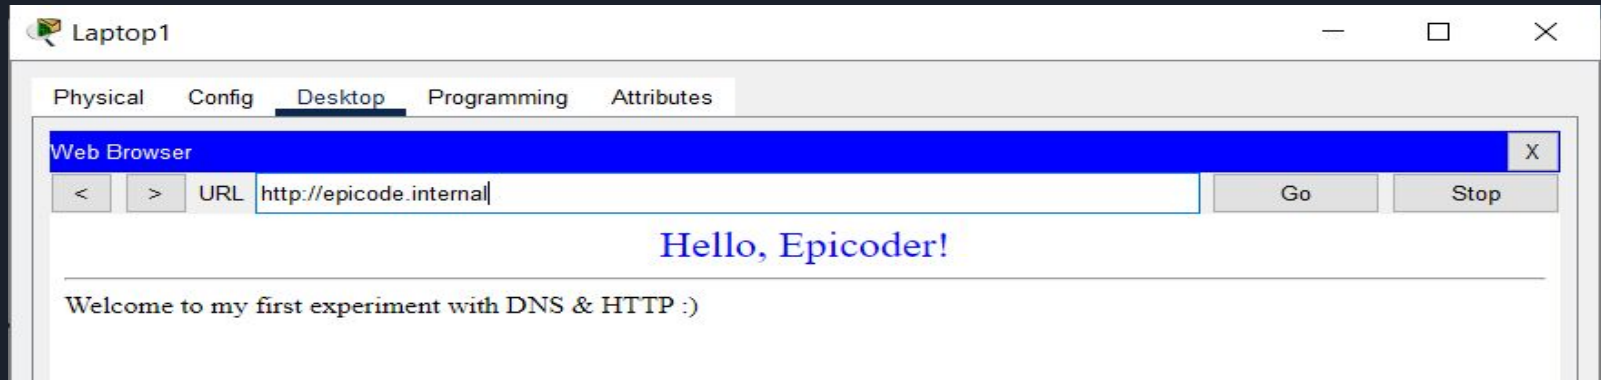 Laptop1
Physical Config Desktop Programming Attributes
Web Browser X
< > URL http://epicode.internal Go Stop
Hello, Epicoder!
Welcome to my first experiment with DNS & HTTP :)